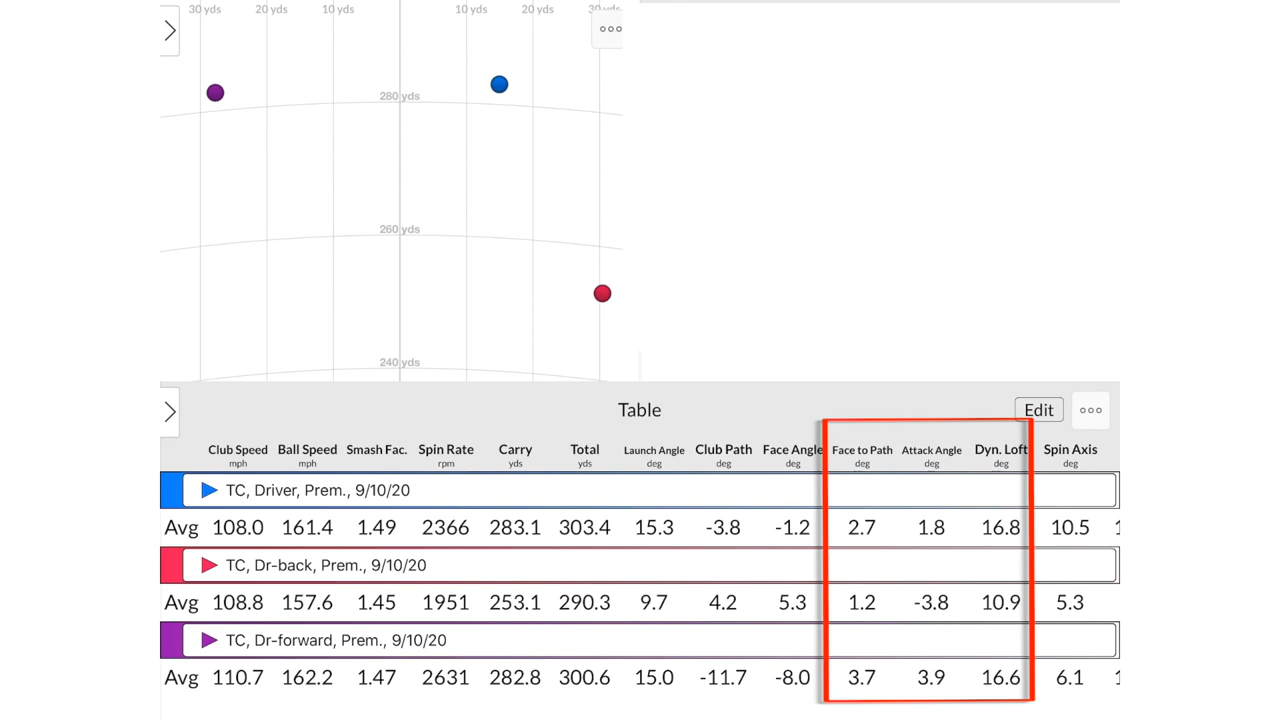 30 yds 20 yds 10 yds 10 yds 20 yds 30 yds
280 yds
260 yds
240 yds
Table
Edit
Club Speed Ball Speed Smash Fac. Spin Rate Carry Total Launch Angle Club Path Face Angle Face to Path Attack Angle Dyn. Loft Spin Axis
mph mph rpm yds yds deg deg deg deg deg deg deg
TC, Driver, Prem., 9/10/20
Avg 108.0 161.4 1.49 2366 283.1 303.4 15.3 -3.8 -1.2 2.7 1.8 16.8 10.5
TC, Dr-back, Prem., 9/10/20
Avg 108.8 157.6 1.45 1951 253.1 290.3 9.7 4.2 5.3 1.2 -3.8 10.9 5.3
TC, Dr-forward, Prem., 9/10/20
Avg 110.7 162.2 1.47 2631 282.8 300.6 15.0 -11.7 -8.0 3.7 3.9 16.6 6.1